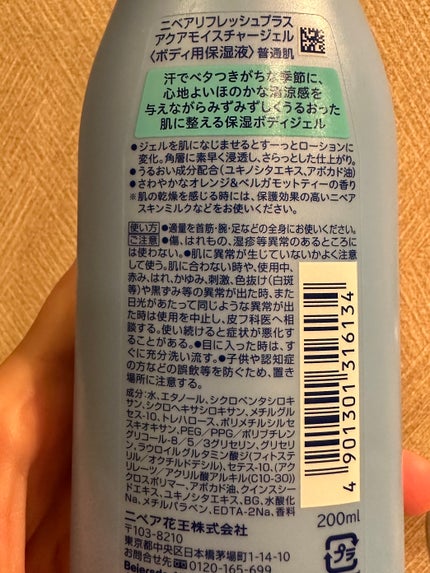 ニベアリフレッシュプラス
アクアモイスチャージェル
〈ボディ用保湿液〉普通肌
汗でベタつきがちな季節に、
心地よいほのかな清涼感を
与えながらみずみずしくうるおった
肌に整える保湿ボディジェル
●ジェルを肌になじませるとすーっとローションに
変化。角層に素早く浸透し、さらっとした仕上がり。
●うるおい成分配合(ユキノシタエキス、アボカド油)
●さわやかなオレンジ&ベルガモットティーの香り
※肌の乾燥を感じる時には、保護効果の高いニベア
スキンミルクなどをお使いください。
使い方 ●適量を首筋・腕・足などの全身にお使いください。
ご注意 ●傷、はれもの、湿疹等異常のあるところに
は使わない。●肌に異常が生じていないかよく注意
して使う。肌に合わない時や、使用中、
赤み、はれ、かゆみ、刺激、色抜け(白斑
等)や黒ずみ等の異常が出た時、また
日光があたって同じような異常が出
た時は使用を中止し、皮フ科医へ相
談する。使い続けると症状が悪化す
ることがある。●目に入った時は、す
ぐに充分洗い流す。●子供や認知症
の方などの誤飲等を防ぐため、置き
場所に注意する。
成分:水、エタノール、シクロペンタシロキ
サン、シクロヘキサシロキサン、メチルグル
セス-10、トレハロース、ポリメチルシルセ
スキオキサン、PEG/PPG/ポリブチレン
グリコール-8/5/3グリセリン、グリセリ
ン、ラウロイルグルタミン酸ジ(フィトステ
リル/オクチルドデシル)、セテス-10、(アク
リレーツ/アクリル酸アルキル(C10-30))
クロスポリマー、アボカド油、クインスシー
ドエキス、ユキノシタエキス、BG、水酸化
Na、メチルパラベン、EDTA-2Na、香料
4 901301 316134
ニベア花王株式会社
〒103-8210
東京都中央区日本橋茅場町1-14-10
お問合せ先 0120-165-699
200ml
プラ